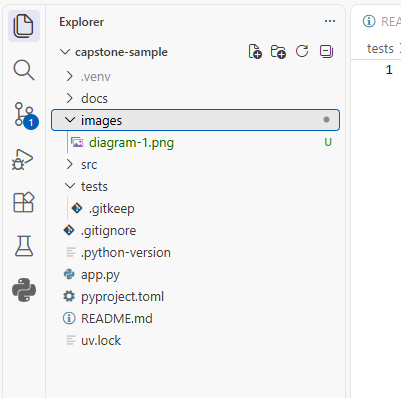 Explorer
REA
capstone-sample
tests
1
.venv
docs
images
diagram-1.png U
src
tests
.gitkeep
.gitignore
.python-version
app.py
pyproject.toml
README.md
uv.lock
1